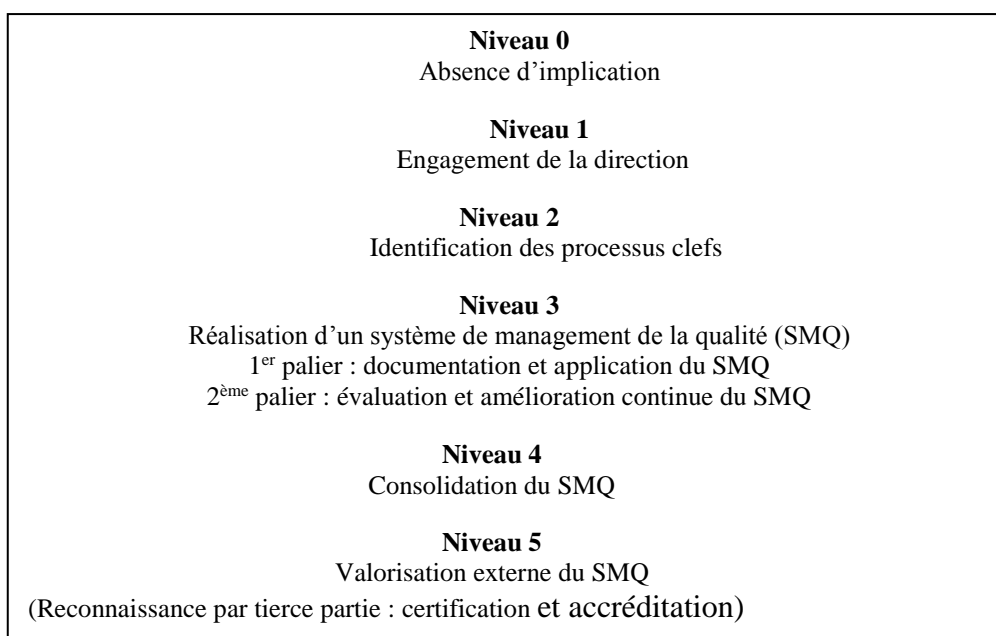 Niveau 0
Absence d’implication
Niveau 1
Engagement de la direction
Niveau 2
Identification des processus clefs
Niveau 3
Réalisation d’un système de management de la qualité (SMQ)
1er palier : documentation et application du SMQ
2ème palier : évaluation et amélioration continue du SMQ
Niveau 4
Consolidation du SMQ
Niveau 5
Valorisation externe du SMQ
(Reconnaissance par tierce partie : certification et accréditation)